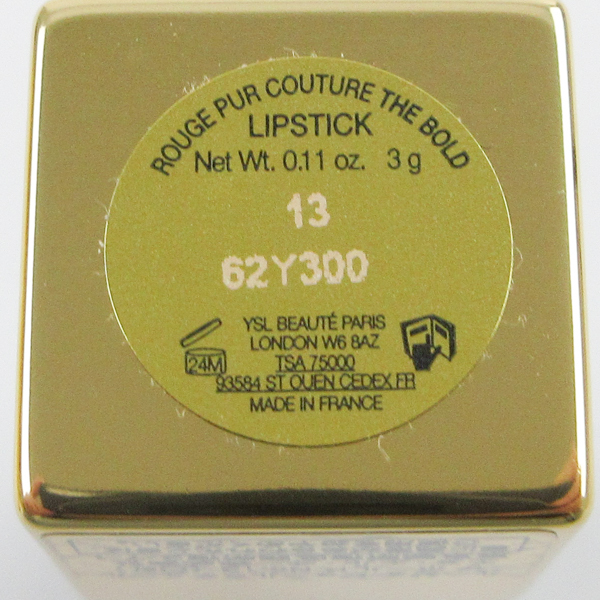 ROUGE PUR COUTURE THE BOLD
LIPSTICK
Net Wt. 0.11 oz. 3 g
13
62Y300
YSL BEAUTÉ PARIS
LONDON W6 8AZ
24M
TSA 75000
93584 ST OUEN CEDEX FR
MADE IN FRANCE